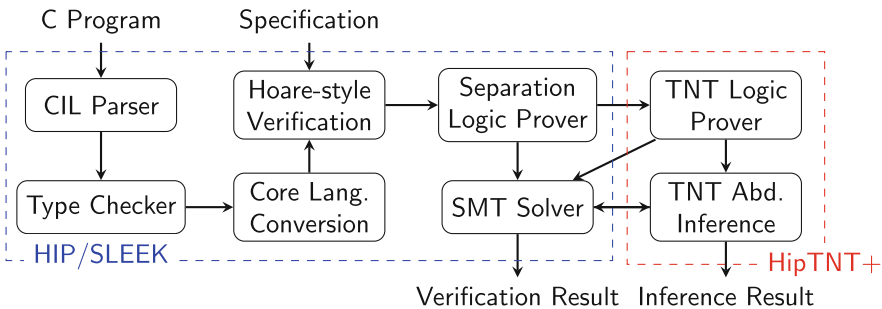 C Program
Specification
CIL Parser
Hoare-style
Verification
Separation
Logic Prover
TNT Logic
Prover
Type Checker
Core Lang.
Conversion
SMT Solver
TNT Abd.
Inference
HIP/SLEEK
HipTNT+
Verification Result
Inference Result